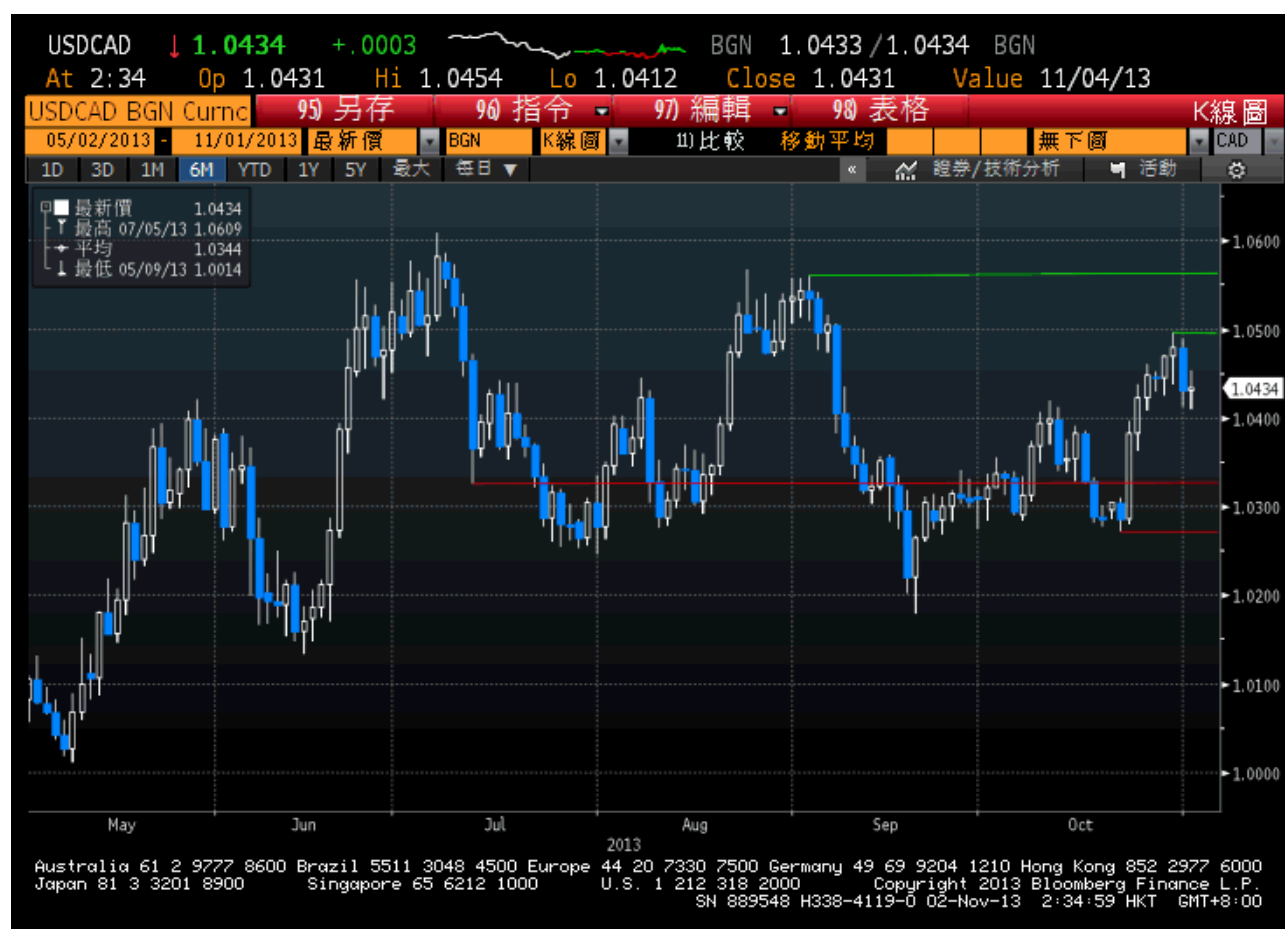 USDCAD ↓ 1.0434 +.0003 BGN 1.0433/1.0434 BGN
At 2:34 Op 1.0431 Hi 1.0454 Lo 1.0412 Close 1.0431 Value 11/04/13
USDCAD BGN Curnc 95) 另存 96) 指令 97) 編輯 98) 表格 K線圖
05/02/2013 - 11/01/2013 最新價 BGN K線圖 11) 比較 移動平均 無下圖 CAD
1D 3D 1M 6M YTD 1Y 5Y 最大 每日 ▼ « 證券/技術分析 活動
最新價 1.0434
最高 07/05/13 1.0609
平均 1.0344
最低 05/09/13 1.0014
1.0600
1.0500
1.0434
1.0400
1.0300
1.0200
1.0100
1.0000
May Jun Jul Aug Sep Oct
2013
Australia 61 2 9777 8600 Brazil 5511 3048 4500 Europe 44 20 7330 7500 Germany 49 69 9204 1210 Hong Kong 852 2977 6000
Japan 81 3 3201 8900 Singapore 65 6212 1000 U.S. 1 212 318 2000 Copyright 2013 Bloomberg Finance L.P.
SN 889548 H338-4119-0 02-Nov-13 2:34:59 HKT GMT+8:00